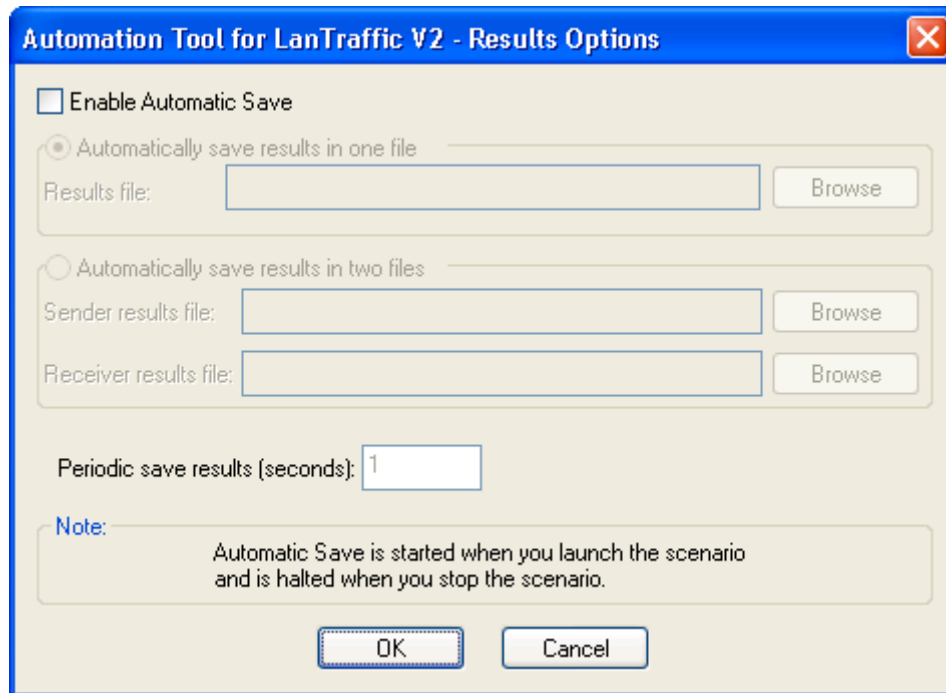 Automation Tool for LanTraffic V2 - Results Options
Enable Automatic Save
Automatically save results in one file
Results file:
Browse
Automatically save results in two files
Sender results file:
Browse
Receiver results file:
Browse
Periodic save results (seconds): 1
Note:
Automatic Save is started when you launch the scenario
and is halted when you stop the scenario.
OK
Cancel